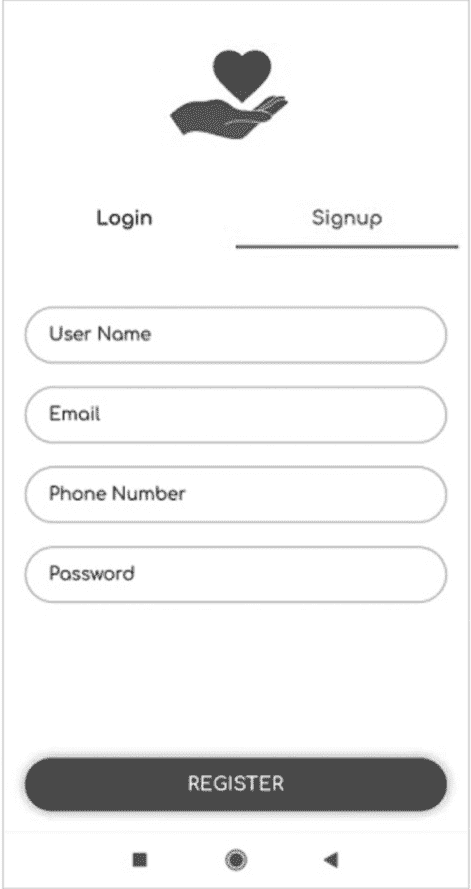 Login Signup
User Name
Email
Phone Number
Password
REGISTER